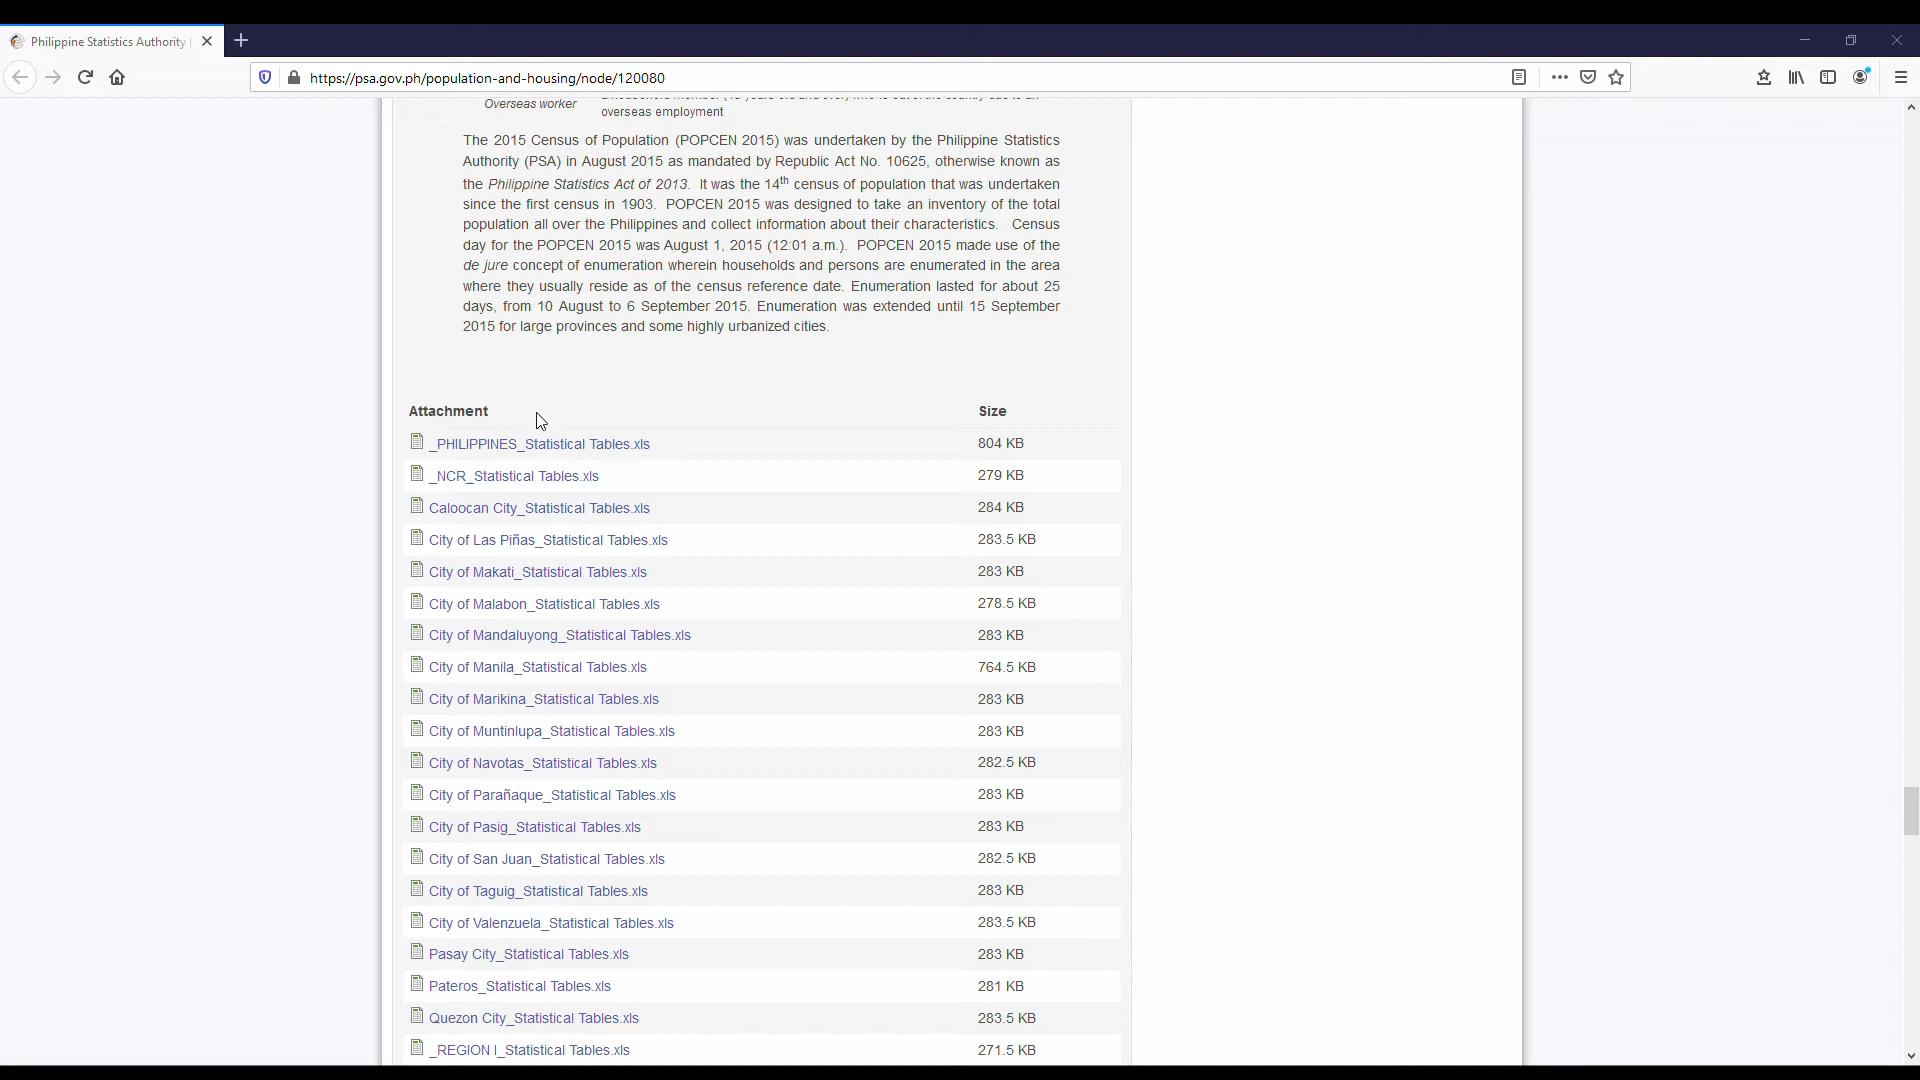 Philippine Statistics Authority |
https://psa.gov.ph/population-and-housing/node/120080
Overseas worker
overseas employment
The 2015 Census of Population (POPCEN 2015) was undertaken by the Philippine Statistics
Authority (PSA) in August 2015 as mandated by Republic Act No. 10625, otherwise known as
the Philippine Statistics Act of 2013. It was the 14th census of population that was undertaken
since the first census in 1903. POPCEN 2015 was designed to take an inventory of the total
population all over the Philippines and collect information about their characteristics. Census
day for the POPCEN 2015 was August 1, 2015 (12:01 a.m.). POPCEN 2015 made use of the
de jure concept of enumeration wherein households and persons are enumerated in the area
where they usually reside as of the census reference date. Enumeration lasted for about 25
days, from 10 August to 6 September 2015. Enumeration was extended until 15 September
2015 for large provinces and some highly urbanized cities.
Attachment Size
_PHILIPPINES_Statistical Tables.xls 804 KB
_NCR_Statistical Tables.xls 279 KB
Caloocan City_Statistical Tables.xls 284 KB
City of Las Piñas_Statistical Tables.xls 283.5 KB
City of Makati_Statistical Tables.xls 283 KB
City of Malabon_Statistical Tables.xls 278.5 KB
City of Mandaluyong_Statistical Tables.xls 283 KB
City of Manila_Statistical Tables.xls 764.5 KB
City of Marikina_Statistical Tables.xls 283 KB
City of Muntinlupa_Statistical Tables.xls 283 KB
City of Navotas_Statistical Tables.xls 282.5 KB
City of Parañaque_Statistical Tables.xls 283 KB
City of Pasig_Statistical Tables.xls 283 KB
City of San Juan_Statistical Tables.xls 282.5 KB
City of Taguig_Statistical Tables.xls 283 KB
City of Valenzuela_Statistical Tables.xls 283.5 KB
Pasay City_Statistical Tables.xls 283 KB
Pateros_Statistical Tables.xls 281 KB
Quezon City_Statistical Tables.xls 283.5 KB
_REGION I_Statistical Tables.xls 271.5 KB